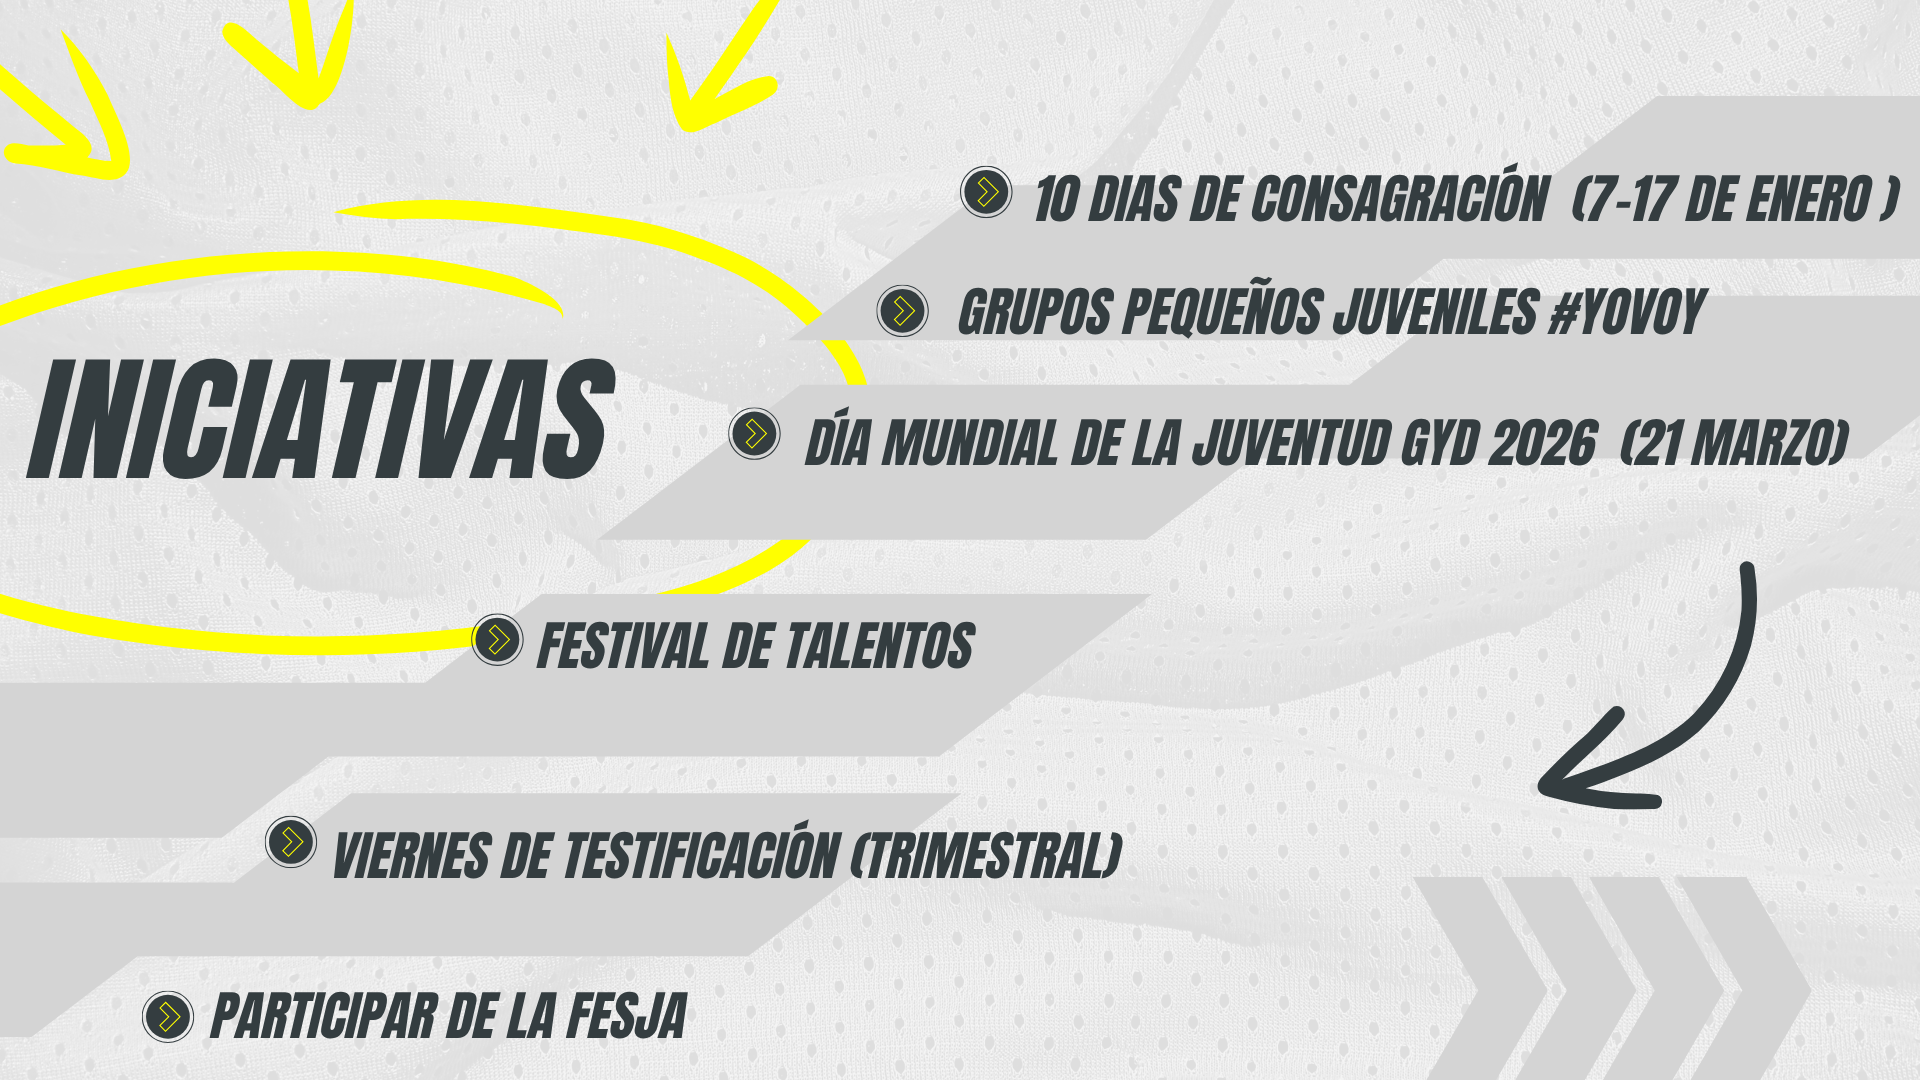 INICIATIVAS
10 DIAS DE CONSAGRACIÓN (7-17 DE ENERO )
GRUPOS PEQUEÑOS JUVENILES #YOVOY
DÍA MUNDIAL DE LA JUVENTUD GYD 2026 (21 MARZO)
FESTIVAL DE TALENTOS
VIERNES DE TESTIFICACIÓN (TRIMESTRAL)
PARTICIPAR DE LA FESJA